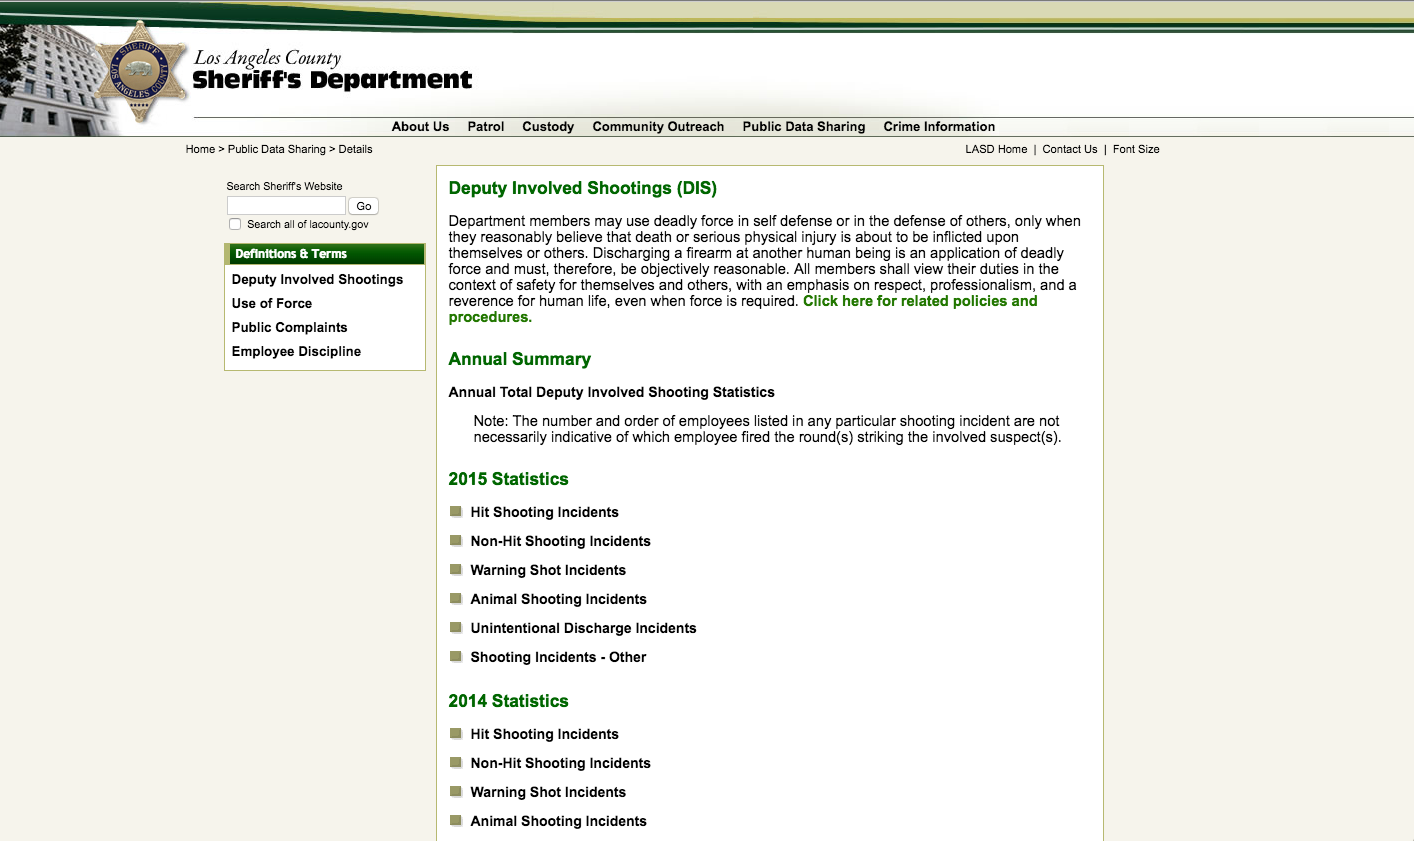 SHERIFF
LOS ANGELES COUNTY
Los Angeles County
Sheriff's Department
About Us Patrol Custody Community Outreach Public Data Sharing Crime Information
Home > Public Data Sharing > Details
LASD Home | Contact Us | Font Size
Search Sheriff's Website
Go
Search all of lacounty.gov
Definitions & Terms
Deputy Involved Shootings
Use of Force
Public Complaints
Employee Discipline
Deputy Involved Shootings (DIS)
Department members may use deadly force in self defense or in the defense of others, only when
they reasonably believe that death or serious physical injury is about to be inflicted upon
themselves or others. Discharging a firearm at another human being is an application of deadly
force and must, therefore, be objectively reasonable. All members shall view their duties in the
context of safety for themselves and others, with an emphasis on respect, professionalism, and a
reverence for human life, even when force is required. Click here for related policies and
procedures.
Annual Summary
Annual Total Deputy Involved Shooting Statistics
Note: The number and order of employees listed in any particular shooting incident are not
necessarily indicative of which employee fired the round(s) striking the involved suspect(s).
2015 Statistics
Hit Shooting Incidents
Non-Hit Shooting Incidents
Warning Shot Incidents
Animal Shooting Incidents
Unintentional Discharge Incidents
Shooting Incidents - Other
2014 Statistics
Hit Shooting Incidents
Non-Hit Shooting Incidents
Warning Shot Incidents
Animal Shooting Incidents